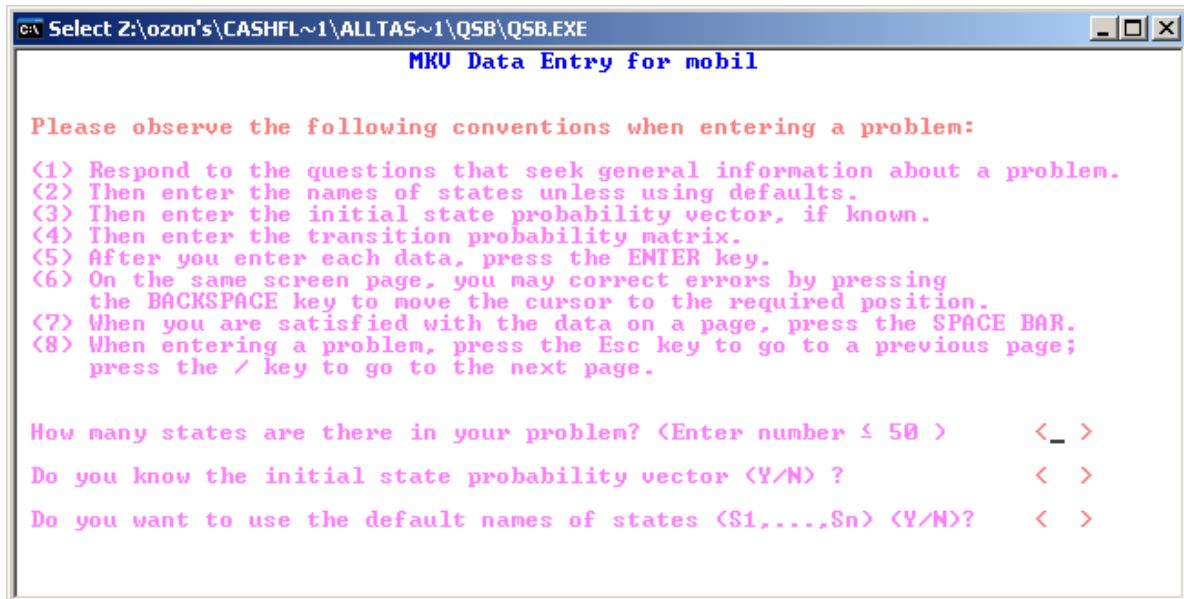 Select Z:\ozon's\CASHFL~1\ALLTAS~1\QSB\QSB.EXE
MKV Data Entry for mobil
Please observe the following conventions when entering a problem:
(1) Respond to the questions that seek general information about a problem.
(2) Then enter the names of states unless using defaults.
(3) Then enter the initial state probability vector, if known.
(4) Then enter the transition probability matrix.
(5) After you enter each data, press the ENTER key.
(6) On the same screen page, you may correct errors by pressing
the BACKSPACE key to move the cursor to the required position.
(7) When you are satisfied with the data on a page, press the SPACE BAR.
(8) When entering a problem, press the Esc key to go to a previous page;
press the / key to go to the next page.
How many states are there in your problem? (Enter number ≤ 50 ) <_ >
Do you know the initial state probability vector (Y/N) ? < >
Do you want to use the default names of states (S1,...,Sn) (Y/N)? < >